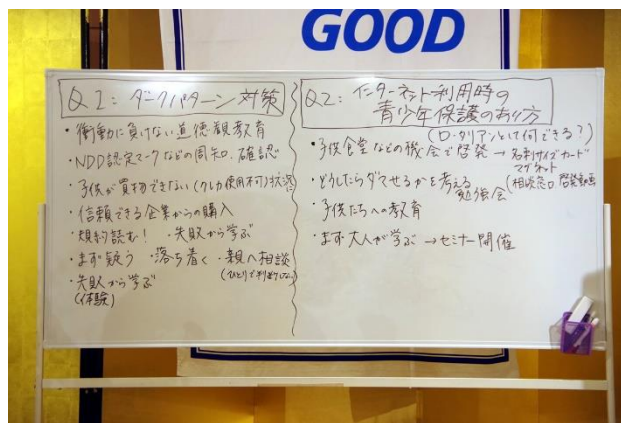 GOOD
Q1: ダークパターン対策
・衝動に負けない道徳観教育
・NDD認定マークなどの周知、確認
・子供が買物できない(クレカ使用不可)状況に
・信頼できる企業からの購入
・規約読む! ・失敗から学ぶ
・まず疑う ・落ち着く ・親へ相談
(ひとりで判断しない)
・失敗から学ぶ
(体験)
Q2: インターネット利用時の
青少年保護のあり方
(ロータリアンとして何できる?)
・子供食堂などの機会で啓発 → 名刺サイズカード
マグネット
(相談窓口 啓発動画
・どうしたらダマせるかを考える
勉強会
・子供たちへの教育
・まず大人が学ぶ → セミナー開催